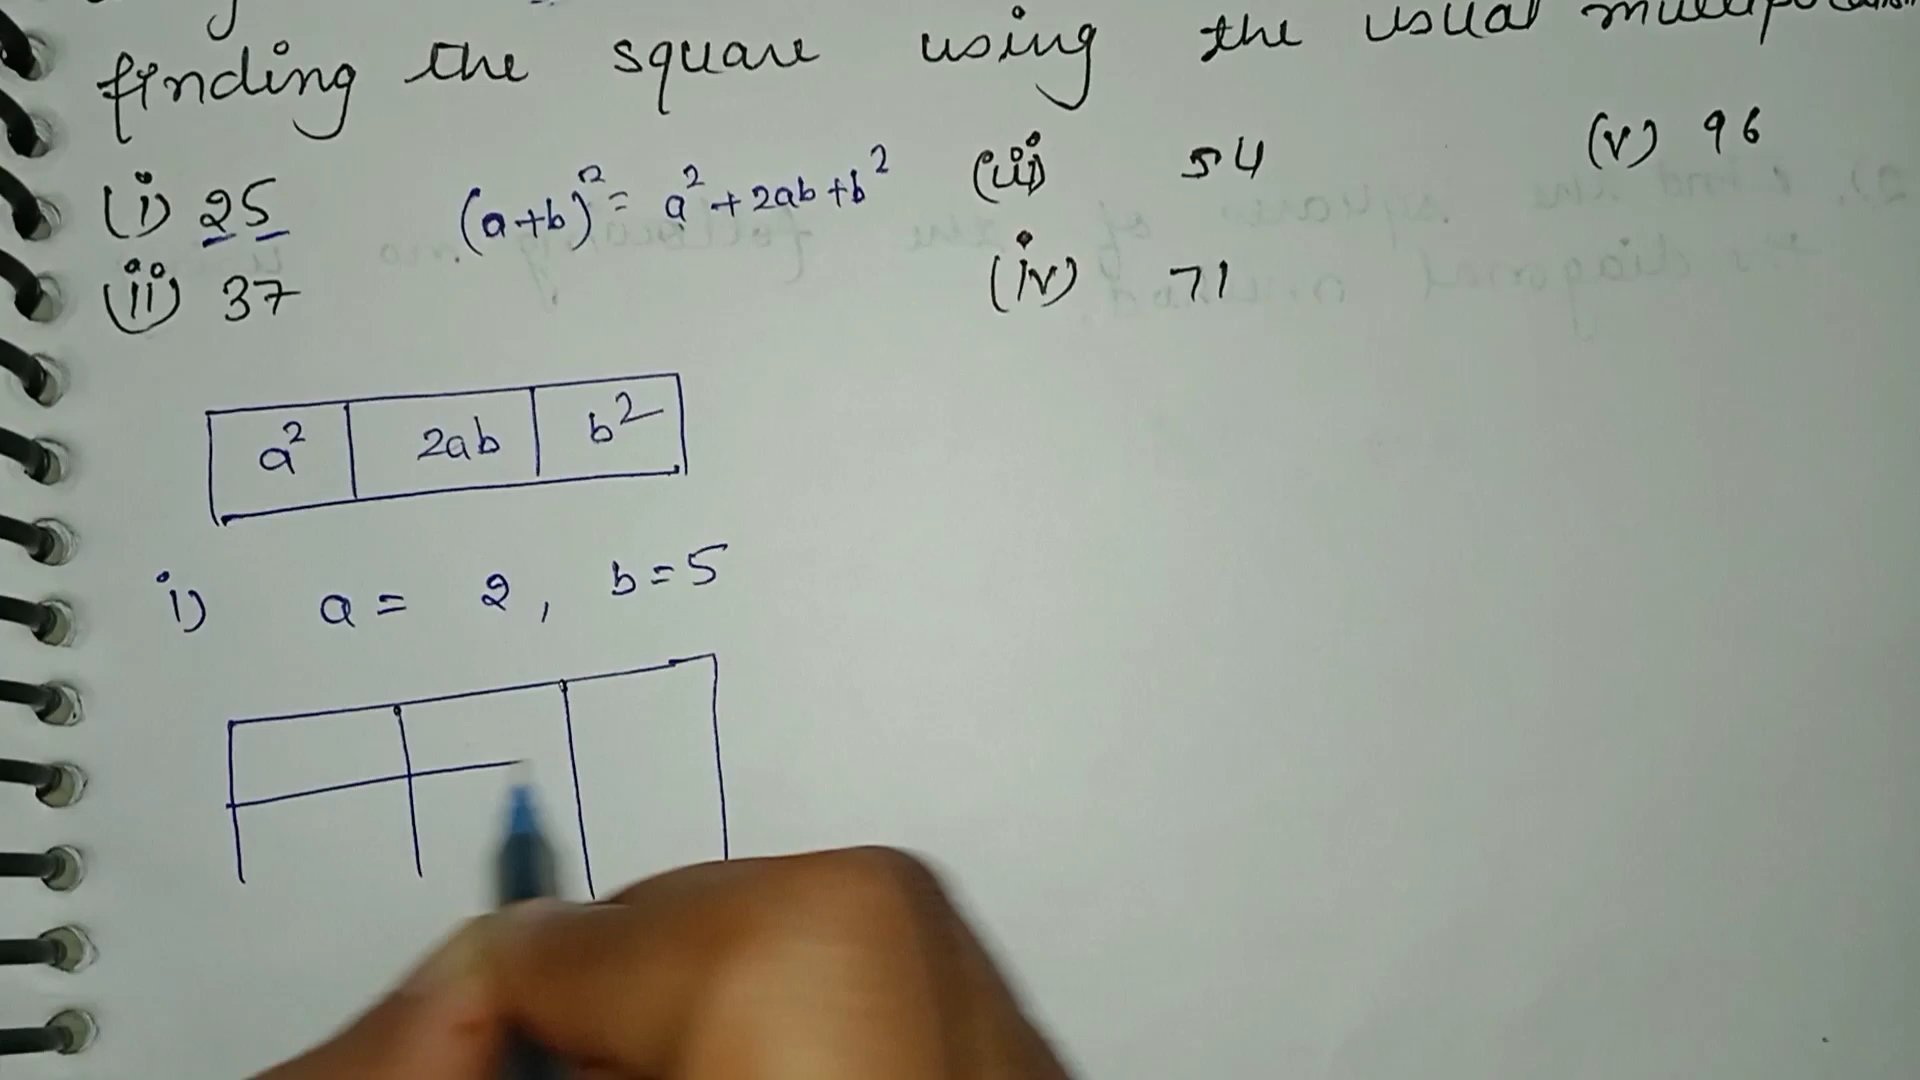 finding the square using the usual
(i) 25 (a+b)² = a² + 2ab + b² (iii) 54 (v) 96
(ii) 37 (iv) 71
a² 2ab b²
i) a = 2, b = 5